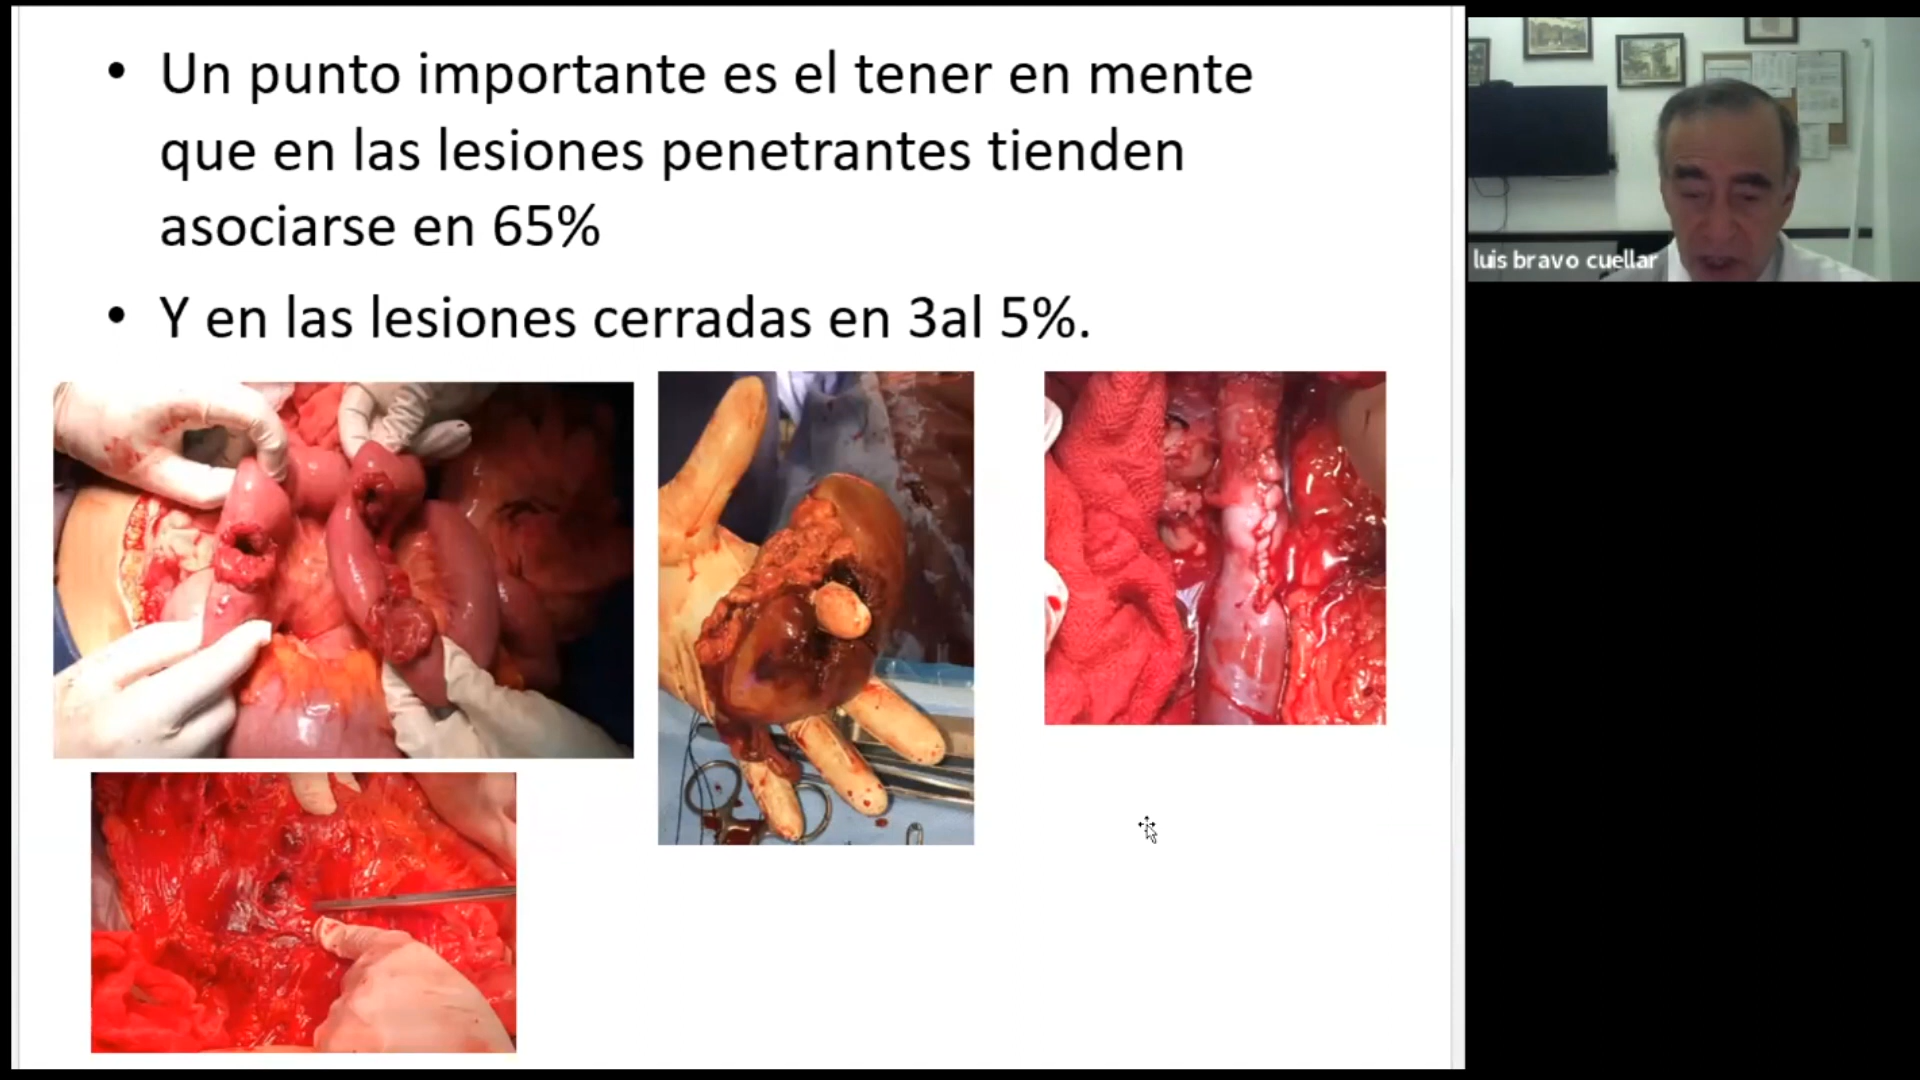 • Un punto importante es el tener en mente
que en las lesiones penetrantes tienden
asociarse en 65%
• Y en las lesiones cerradas en 3al 5%.
luis bravo cuellar